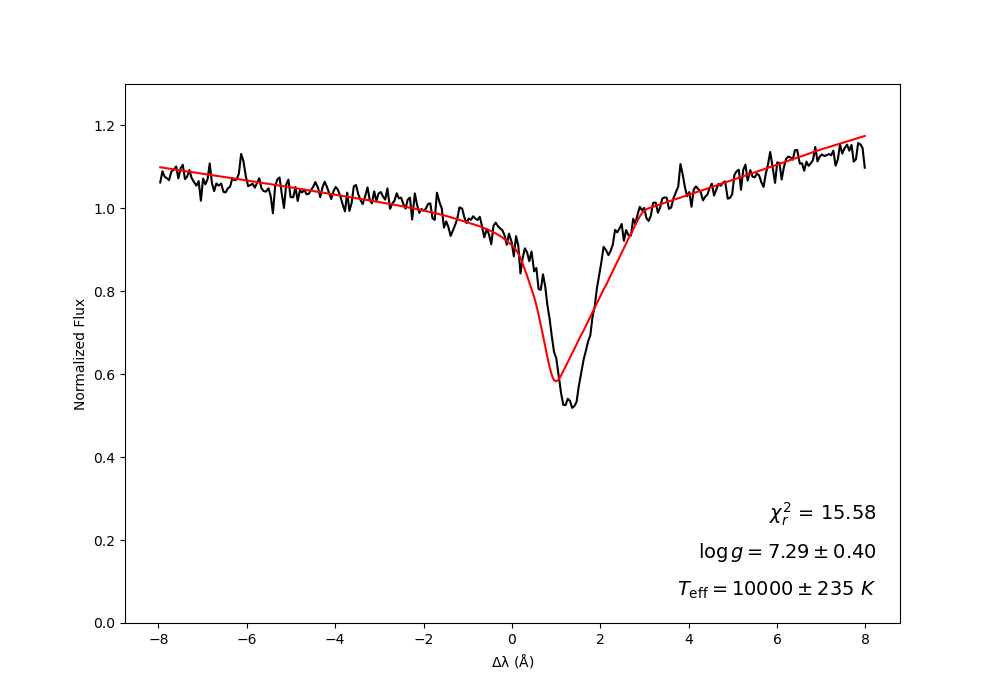 1.2
1.0
0.8
0.6
0.4
0.2
0.0
Normalized Flux
χ²ᵣ = 15.58
log g = 7.29 ± 0.40
T_eff = 10000 ± 235 K
−8 −6 −4 −2 0 2 4 6 8
Δλ (Å)